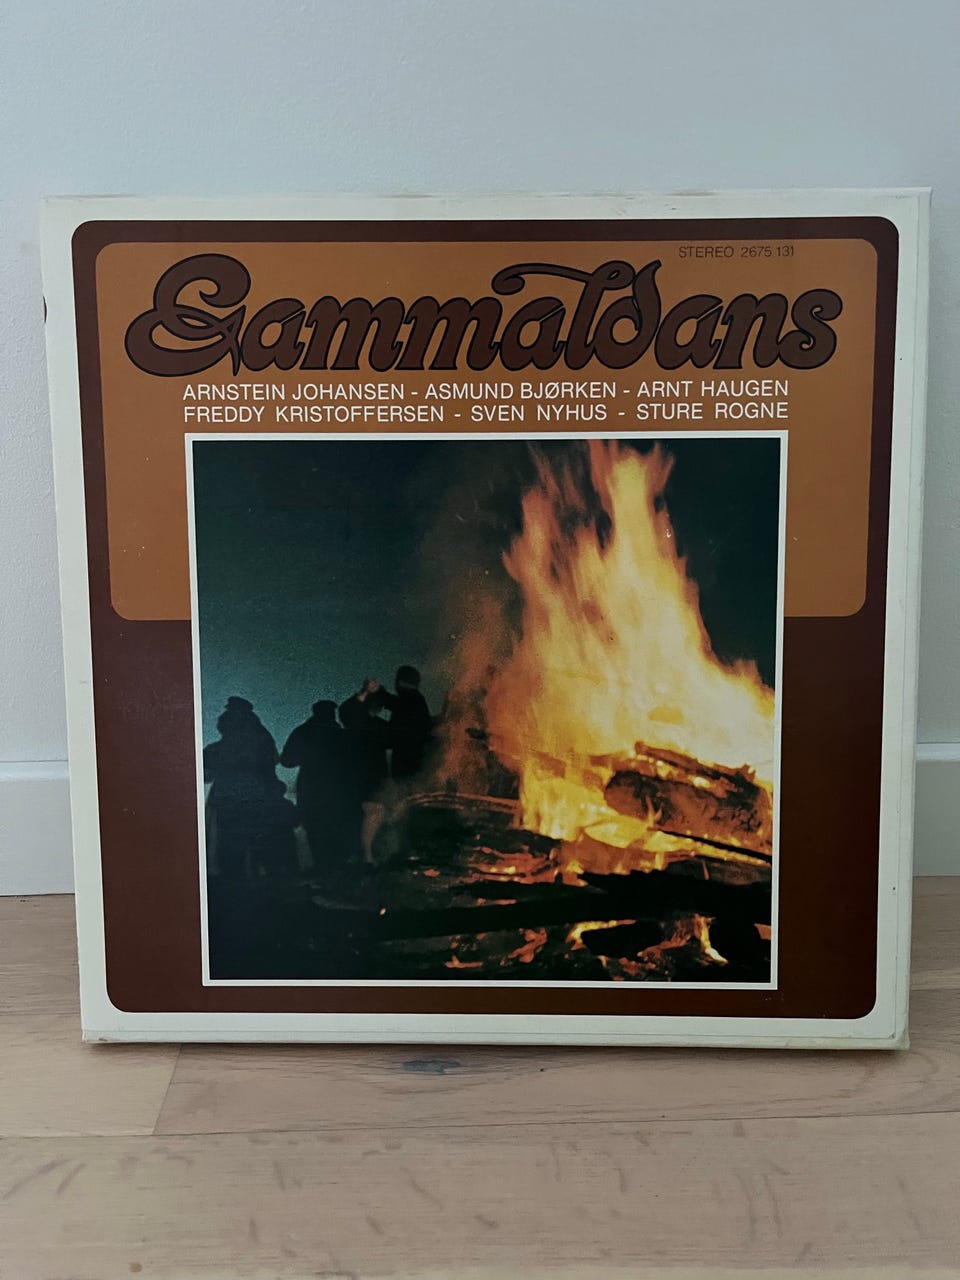 STEREO 2675 131
Gammaldans
ARNSTEIN JOHANSEN - ASMUND BJØRKEN - ARNT HAUGEN
FREDDY KRISTOFFERSEN - SVEN NYHUS - STURE ROGNE